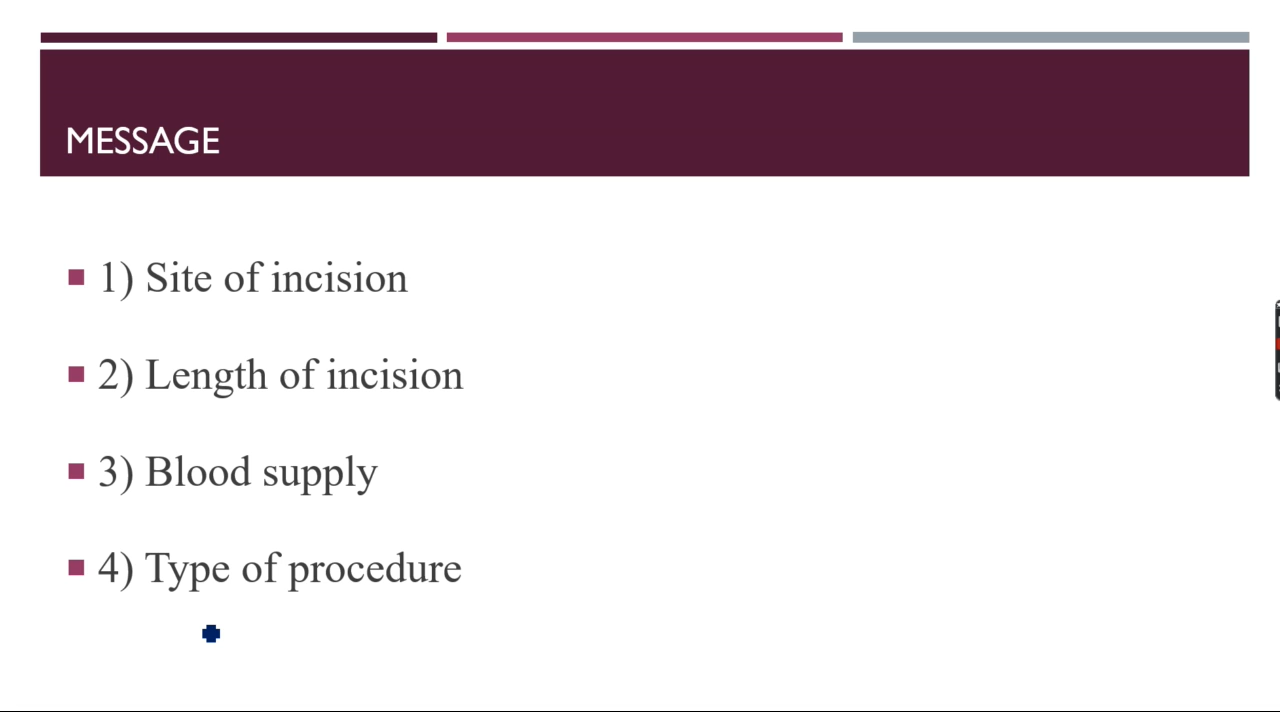 MESSAGE
1) Site of incision
2) Length of incision
3) Blood supply
4) Type of procedure